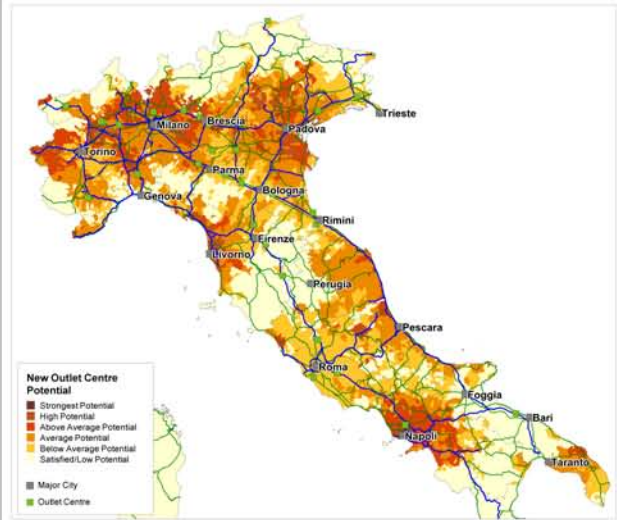 Trieste
Brescia
Milano
Padova
Torino
Parma
Genova
Bologna
Rimini
Firenze
Livorno
Perugia
Pescara
Roma
Foggia
Bari
Napoli
Taranto
New Outlet Centre
Potential
Strongest Potential
High Potential
Above Average Potential
Average Potential
Below Average Potential
Satisfied/Low Potential
Major City
Outlet Centre